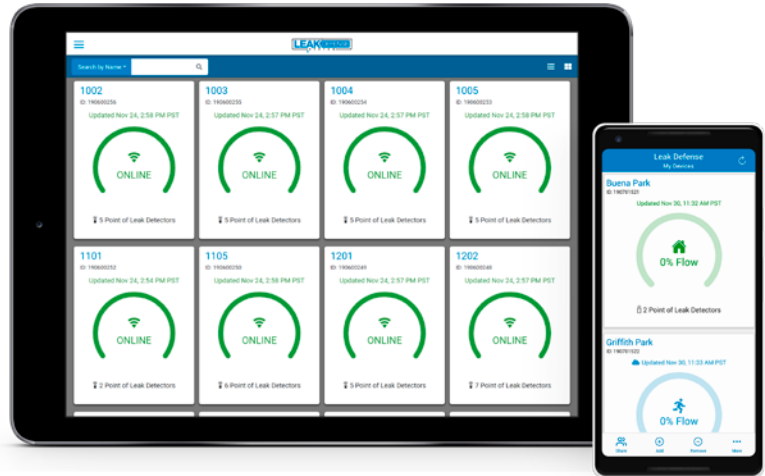 LEAK
Search by Name
1002
ID: 190600256
Updated Nov 24, 2:58 PM PST
ONLINE
5 Point of Leak Detectors
1003
ID: 190600255
Updated Nov 24, 2:57 PM PST
ONLINE
5 Point of Leak Detectors
1004
ID: 190600254
Updated Nov 24, 2:57 PM PST
ONLINE
5 Point of Leak Detectors
1005
ID: 190600253
Updated Nov 24, 2:58 PM PST
ONLINE
5 Point of Leak Detectors
1101
ID: 190600252
Updated Nov 24, 2:54 PM PST
ONLINE
2 Point of Leak Detectors
1105
ID: 190600250
Updated Nov 24, 2:58 PM PST
ONLINE
6 Point of Leak Detectors
1201
ID: 190600249
Updated Nov 24, 2:57 PM PST
ONLINE
5 Point of Leak Detectors
1202
ID: 190600248
Updated Nov 24, 2:57 PM PST
ONLINE
7 Point of Leak Detectors
Leak Defense
My Devices
Buena Park
ID: 190701521
Updated Nov 30, 11:32 AM PST
0% Flow
2 Point of Leak Detectors
Griffith Park
ID: 190701522
Updated Nov 30, 11:33 AM PST
0% Flow
Share
Add
Remove
More